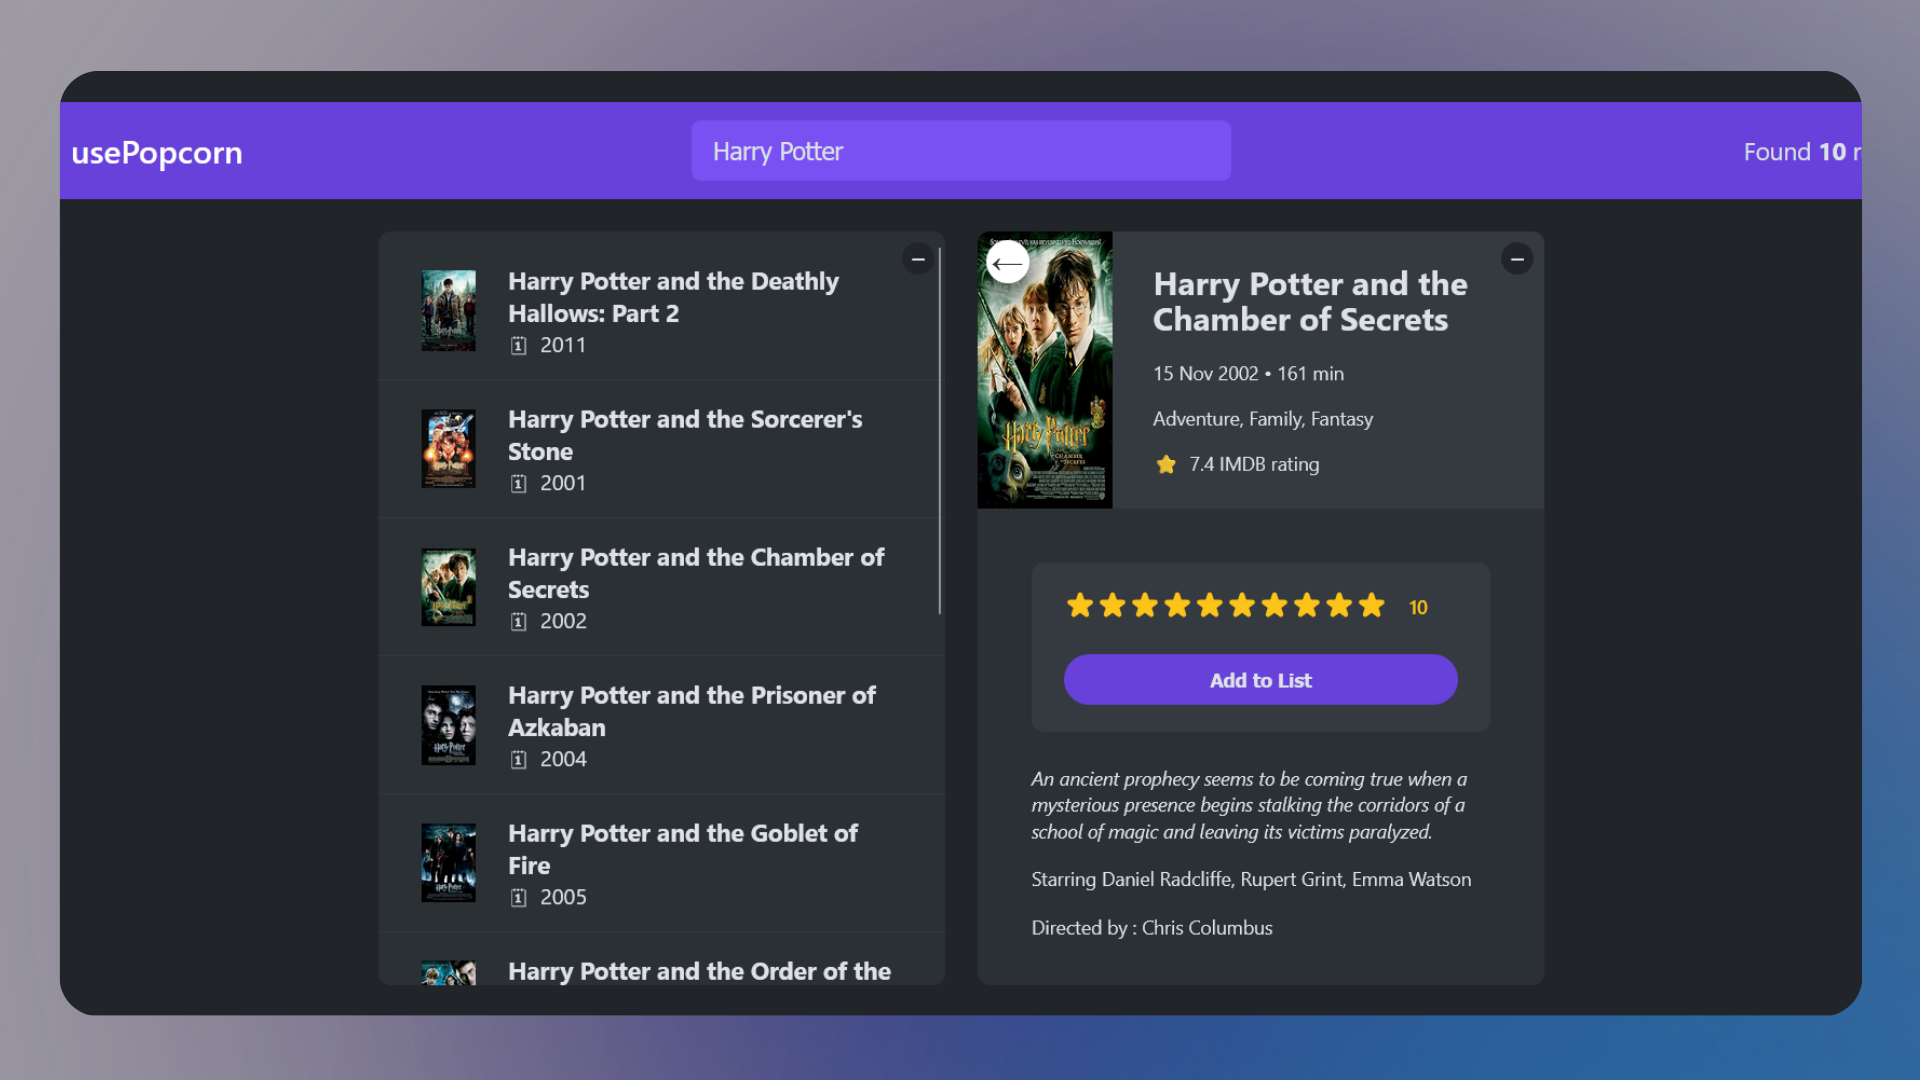 usePopcorn
Harry Potter
Found 10 r
Harry Potter and the Deathly
Hallows: Part 2
2011
Harry Potter and the Sorcerer's
Stone
2001
Harry Potter and the Chamber of
Secrets
2002
Harry Potter and the Prisoner of
Azkaban
2004
Harry Potter and the Goblet of
Fire
2005
Harry Potter and the Order of the
Harry Potter
Harry Potter and the
Chamber of Secrets
15 Nov 2002 • 161 min
Adventure, Family, Fantasy
7.4 IMDB rating
10
Add to List
An ancient prophecy seems to be coming true when a
mysterious presence begins stalking the corridors of a
school of magic and leaving its victims paralyzed.
Starring Daniel Radcliffe, Rupert Grint, Emma Watson
Directed by : Chris Columbus